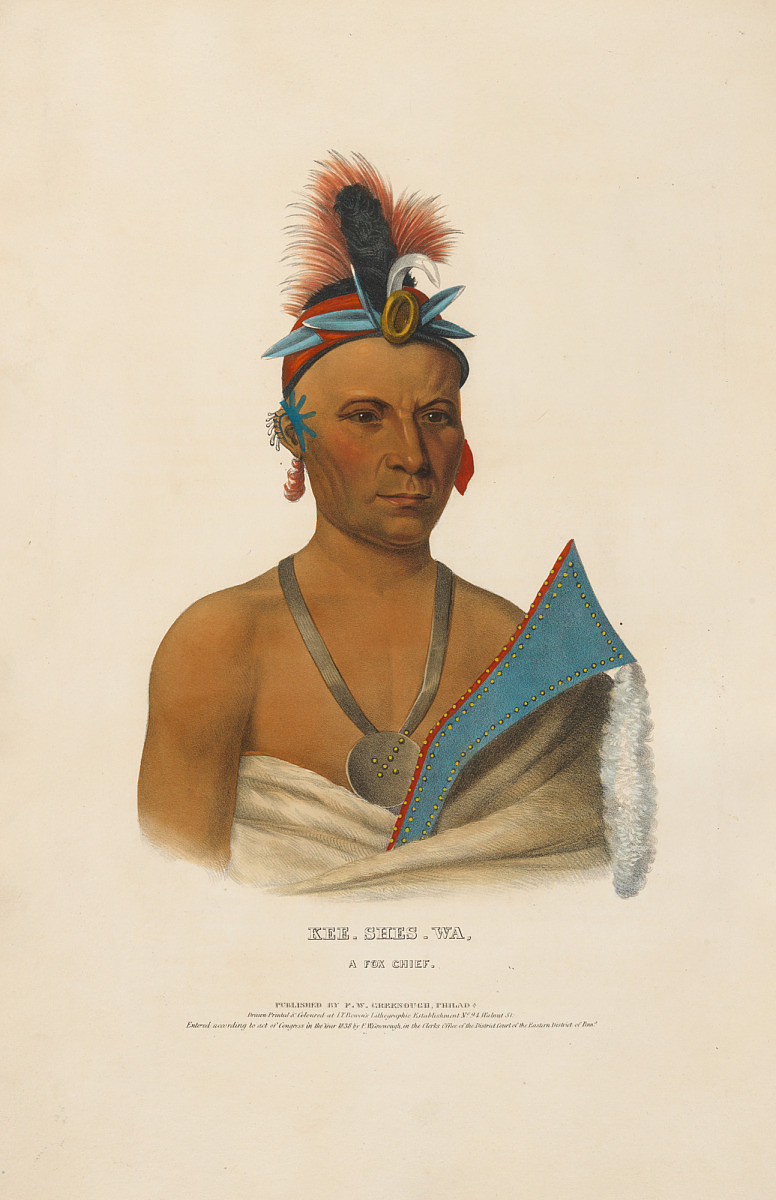 KEE. SHES. WA,
A FOX CHIEF.
PUBLISHED BY F. W. GREENOUGH, PHILADA
Drawn Printed & Coloured at I.T. Bowen's Lithographic Establishment No. 94 Walnut St.
Entered according to act of Congress in the Year 1838 by F.W. Greenough, in the Clerks Office of the District Court of the Eastern District of Penna.